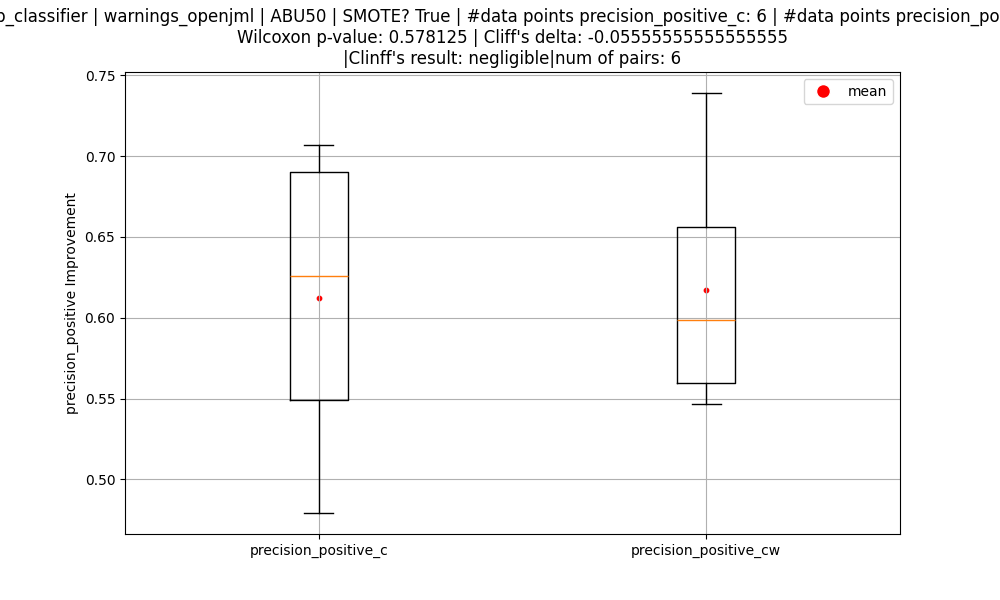 _classifier | warnings_openjml | ABU50 | SMOTE? True | #data points precision_positive_c: 6 | #data points precision_po
Wilcoxon p-value: 0.578125 | Cliff's delta: -0.05555555555555555
|Clinff's result: negligible|num of pairs: 6
0.75
0.70
0.65
0.60
0.55
0.50
precision_positive Improvement
mean
precision_positive_c
precision_positive_cw